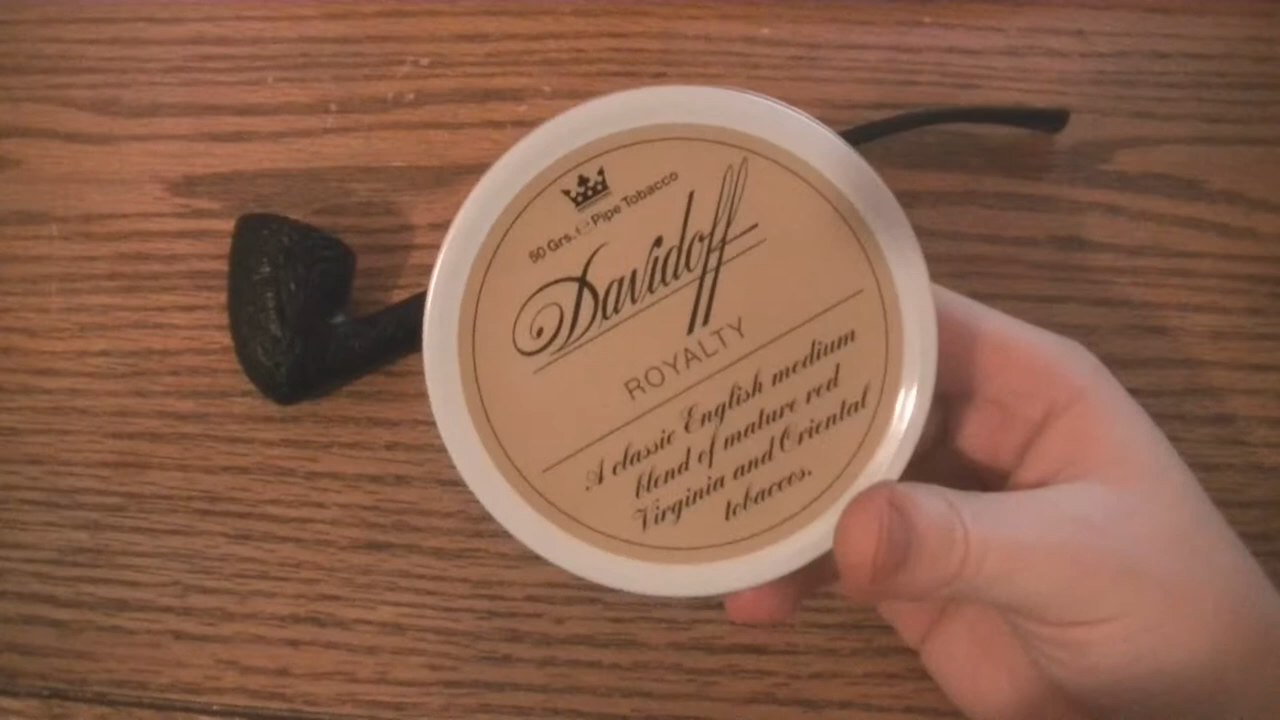 50 Grs. e Pipe Tobacco
Davidoff
ROYALTY
A classic English medium
blend of mature red
Virginia and Oriental
tobaccos.